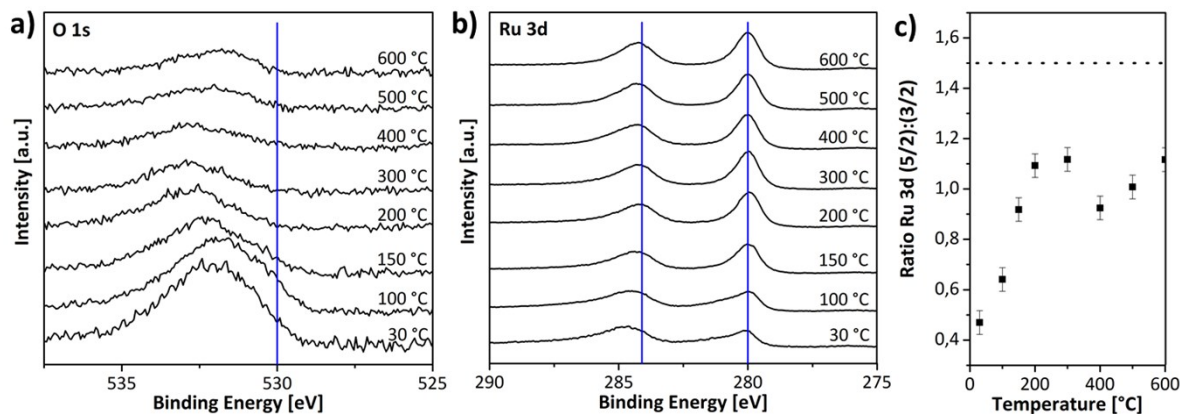 a)
O 1s
Intensity [a.u.]
600 °C
500 °C
400 °C
300 °C
200 °C
150 °C
100 °C
30 °C
535
530
525
Binding Energy [eV]
b)
Ru 3d
Intensity [a.u.]
600 °C
500 °C
400 °C
300 °C
200 °C
150 °C
100 °C
30 °C
290
285
280
275
Binding Energy [eV]
c)
Ratio Ru 3d (5/2):(3/2)
1,6
1,4
1,2
1,0
0,8
0,6
0,4
0
200
400
600
Temperature [°C]